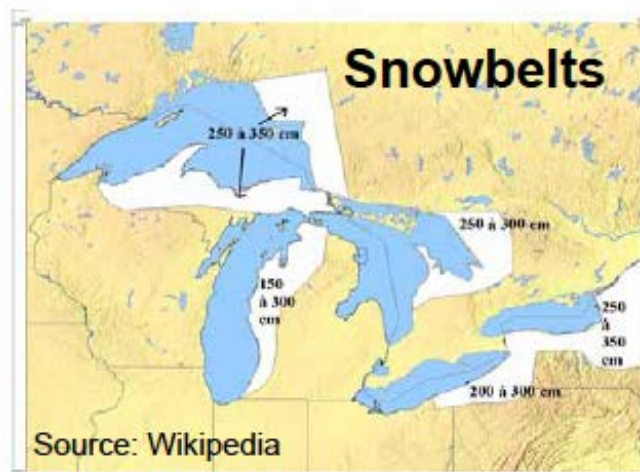 Snowbelts
250 à 350 cm
250 à 300 cm
150
à 300
cm
250
à
350
cm
200 à 300 cm
Source: Wikipedia